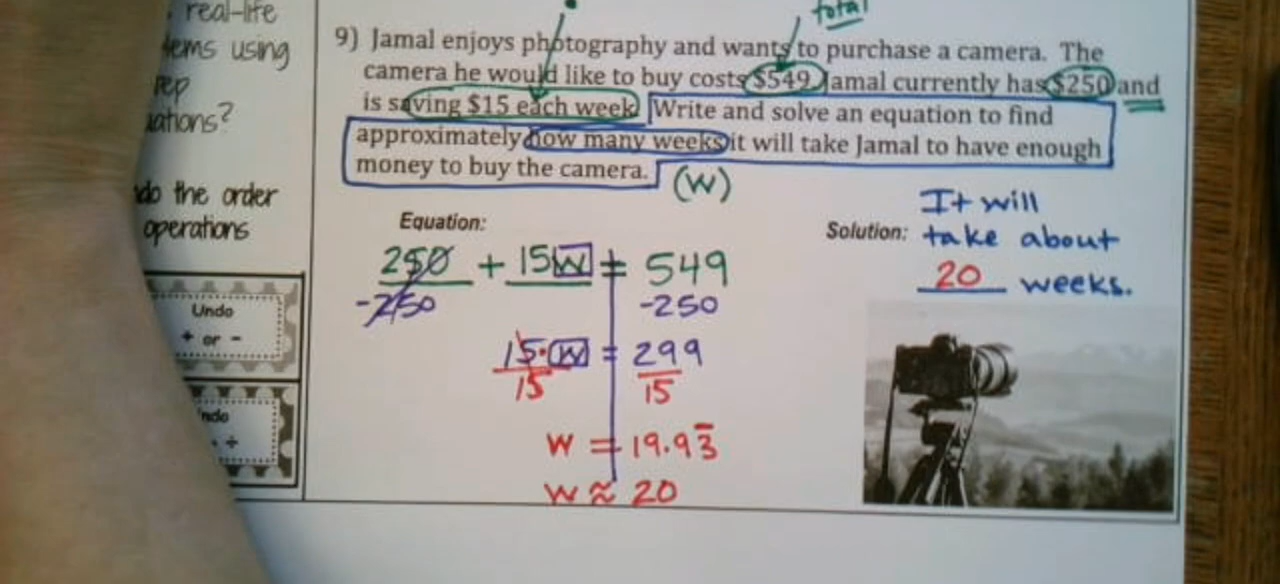 real-life
using
total
9) Jamal enjoys photography and wants to purchase a camera. The
camera he would like to buy costs $549. Jamal currently has $250 and
is saving $15 each week. Write and solve an equation to find
approximately how many weeks it will take Jamal to have enough
money to buy the camera.
(W)
do the order
operations
Equation:
250 + 15W = 549
-250 -250
15·W = 299
15 15
W = 19.93̅
W ≈ 20
Solution: It will
take about
20 weeks.
Undo
+ or -
÷